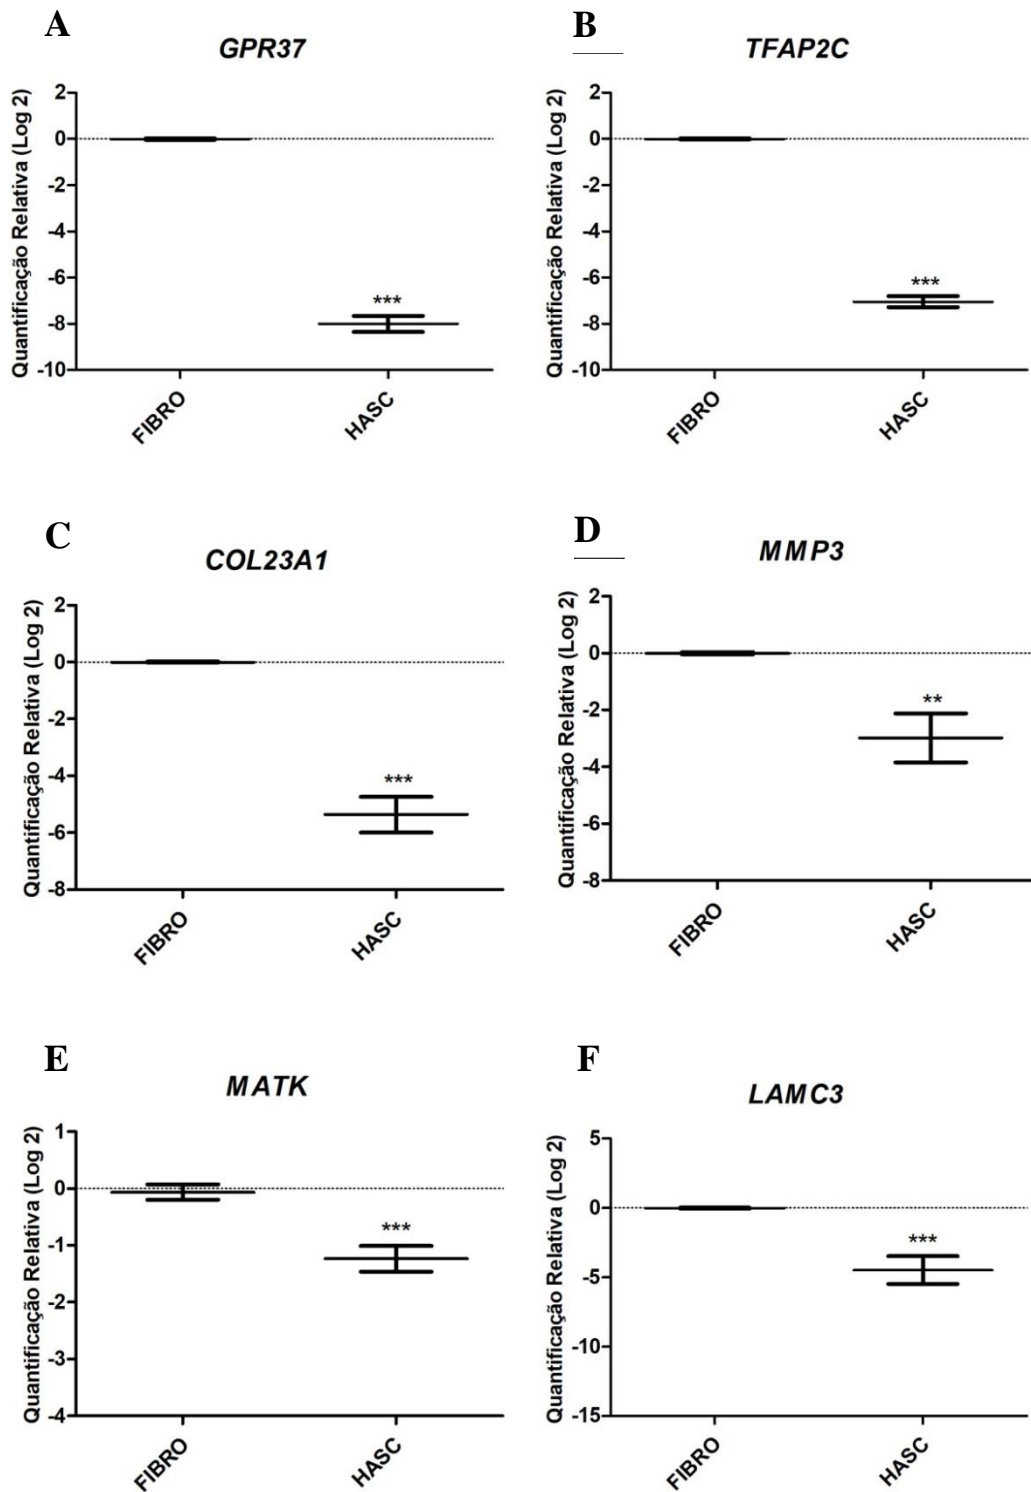 A
GPR37
Quantificação Relativa (Log 2)
2
0
-2
-4
-6
-8
-10
***
FIBRO
HASC
B
TFAP2C
Quantificação Relativa (Log 2)
2
0
-2
-4
-6
-8
-10
***
FIBRO
HASC
C
COL23A1
Quantificação Relativa (Log 2)
2
0
-2
-4
-6
-8
***
FIBRO
HASC
D
MMP3
Quantificação Relativa (Log 2)
2
0
-2
-4
-6
-8
**
FIBRO
HASC
E
MATK
Quantificação Relativa (Log 2)
1
0
-1
-2
-3
-4
***
FIBRO
HASC
F
LAMC3
Quantificação Relativa (Log 2)
5
0
-5
-10
-15
***
FIBRO
HASC